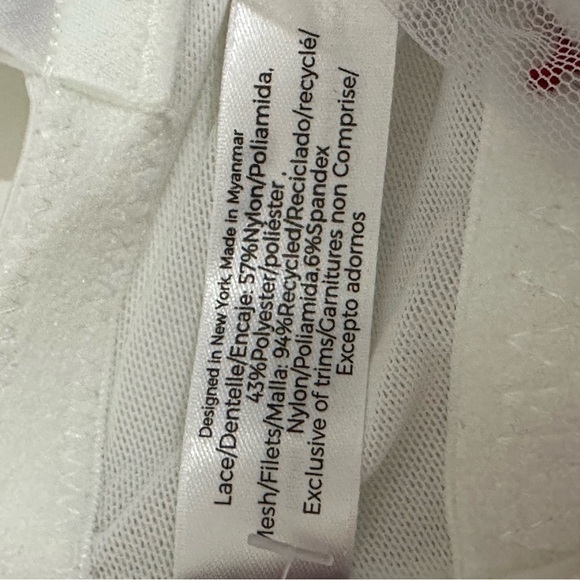 Designed in New York, Made in Myanmar
Lace/Dentelle/Encaje: 57%Nylon/Poliamida,
43%Polyester/poliéster
Mesh/Filets/Malla: 94%Recycled/Reciclado/recyclé/
Nylon/Poliamida,6%Spandex
Exclusive of trims/Garnitures non Comprise/
Excepto adornos